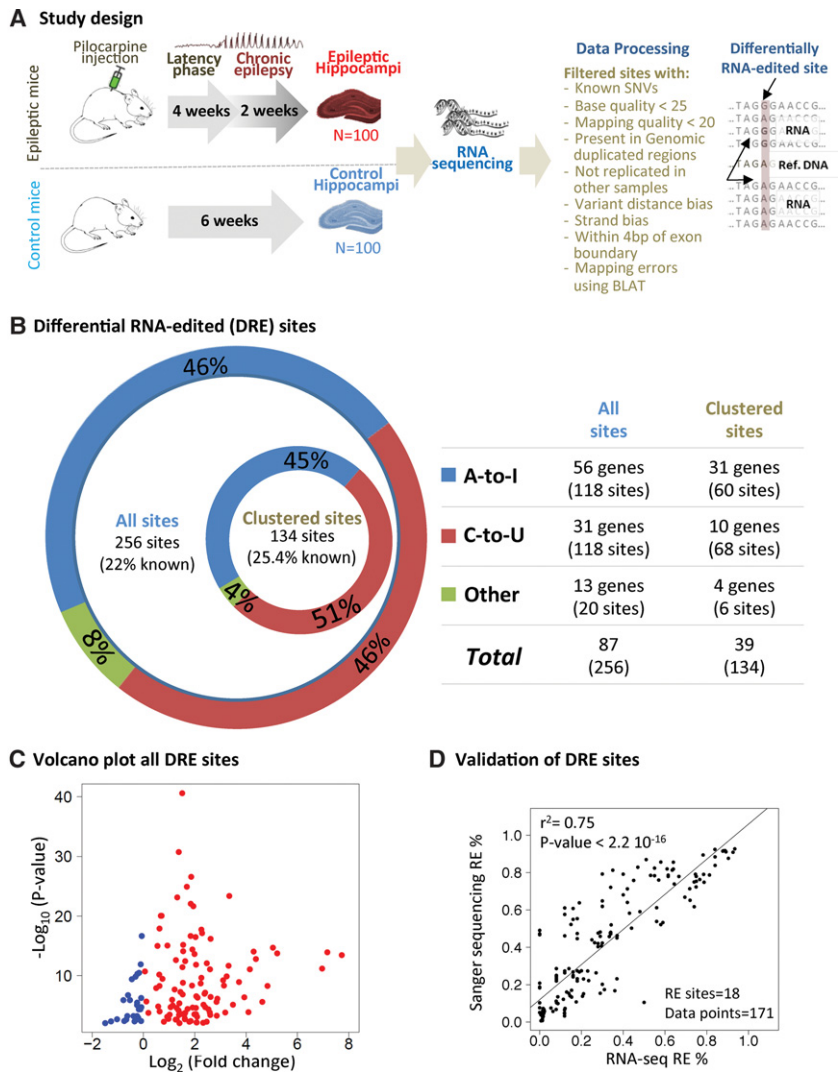 A Study design
Epileptic mice
Control mice
Pilocarpine
injection
Latency
phase
Chronic
epilepsy
Epileptic
Hippocampi
4 weeks
2 weeks
N=100
Control
Hippocampi
6 weeks
N=100
RNA
sequencing
Data Processing
Filtered sites with:
- Known SNVs
- Base quality < 25
- Mapping quality < 20
- Present in Genomic
duplicated regions
- Not replicated in
other samples
- Variant distance bias
- Strand bias
- Within 4bp of exon
boundary
- Mapping errors
using BLAT
Differentially
RNA-edited site
..TAGGGAACCG...
..TAGAG
..TAGGG RNA
..TAGGG
..TAGAG Ref. DNA
..TAGAGAACCG...
..TAGAG
..TAGAG RNA
..TAGAG
..TAGAGAACCG...
B Differential RNA-edited (DRE) sites
46%
45%
All sites
256 sites
(22% known)
Clustered sites
134 sites
(25.4% known)
4%
51%
8%
46%
All
sites
Clustered
sites
A-to-I
56 genes
(118 sites)
31 genes
(60 sites)
C-to-U
31 genes
(118 sites)
10 genes
(68 sites)
Other
13 genes
(20 sites)
4 genes
(6 sites)
Total
87
(256)
39
(134)
C Volcano plot all DRE sites
-Log10 (P-value)
40
30
20
10
−2 0 2 4 6 8
Log2 (Fold change)
D Validation of DRE sites
r2= 0.75
P-value < 2.2 10-16
Sanger sequencing RE %
1.0
0.8
0.6
0.4
0.2
0.0
RE sites=18
Data points=171
0.0 0.2 0.4 0.6 0.8 1.0
RNA-seq RE %